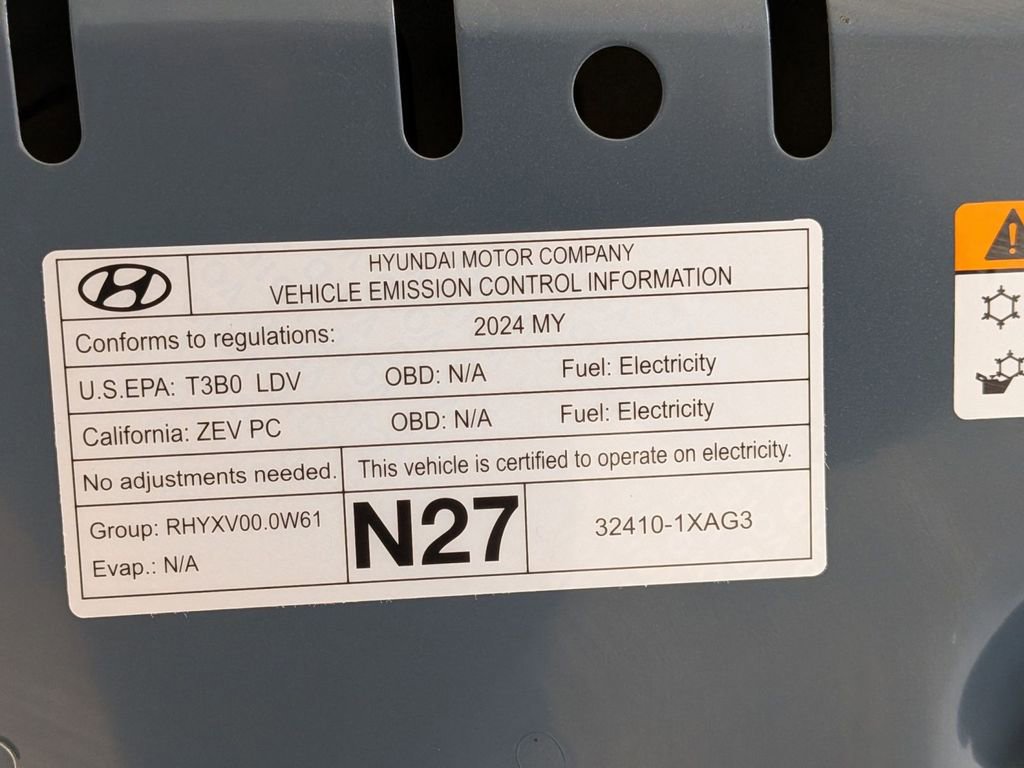 HYUNDAI MOTOR COMPANY
VEHICLE EMISSION CONTROL INFORMATION
Conforms to regulations: 2024 MY
U.S.EPA: T3B0 LDV OBD: N/A Fuel: Electricity
California: ZEV PC OBD: N/A Fuel: Electricity
No adjustments needed. This vehicle is certified to operate on electricity.
Group: RHYXV00.0W61
Evap.: N/A
N27
32410-1XAG3